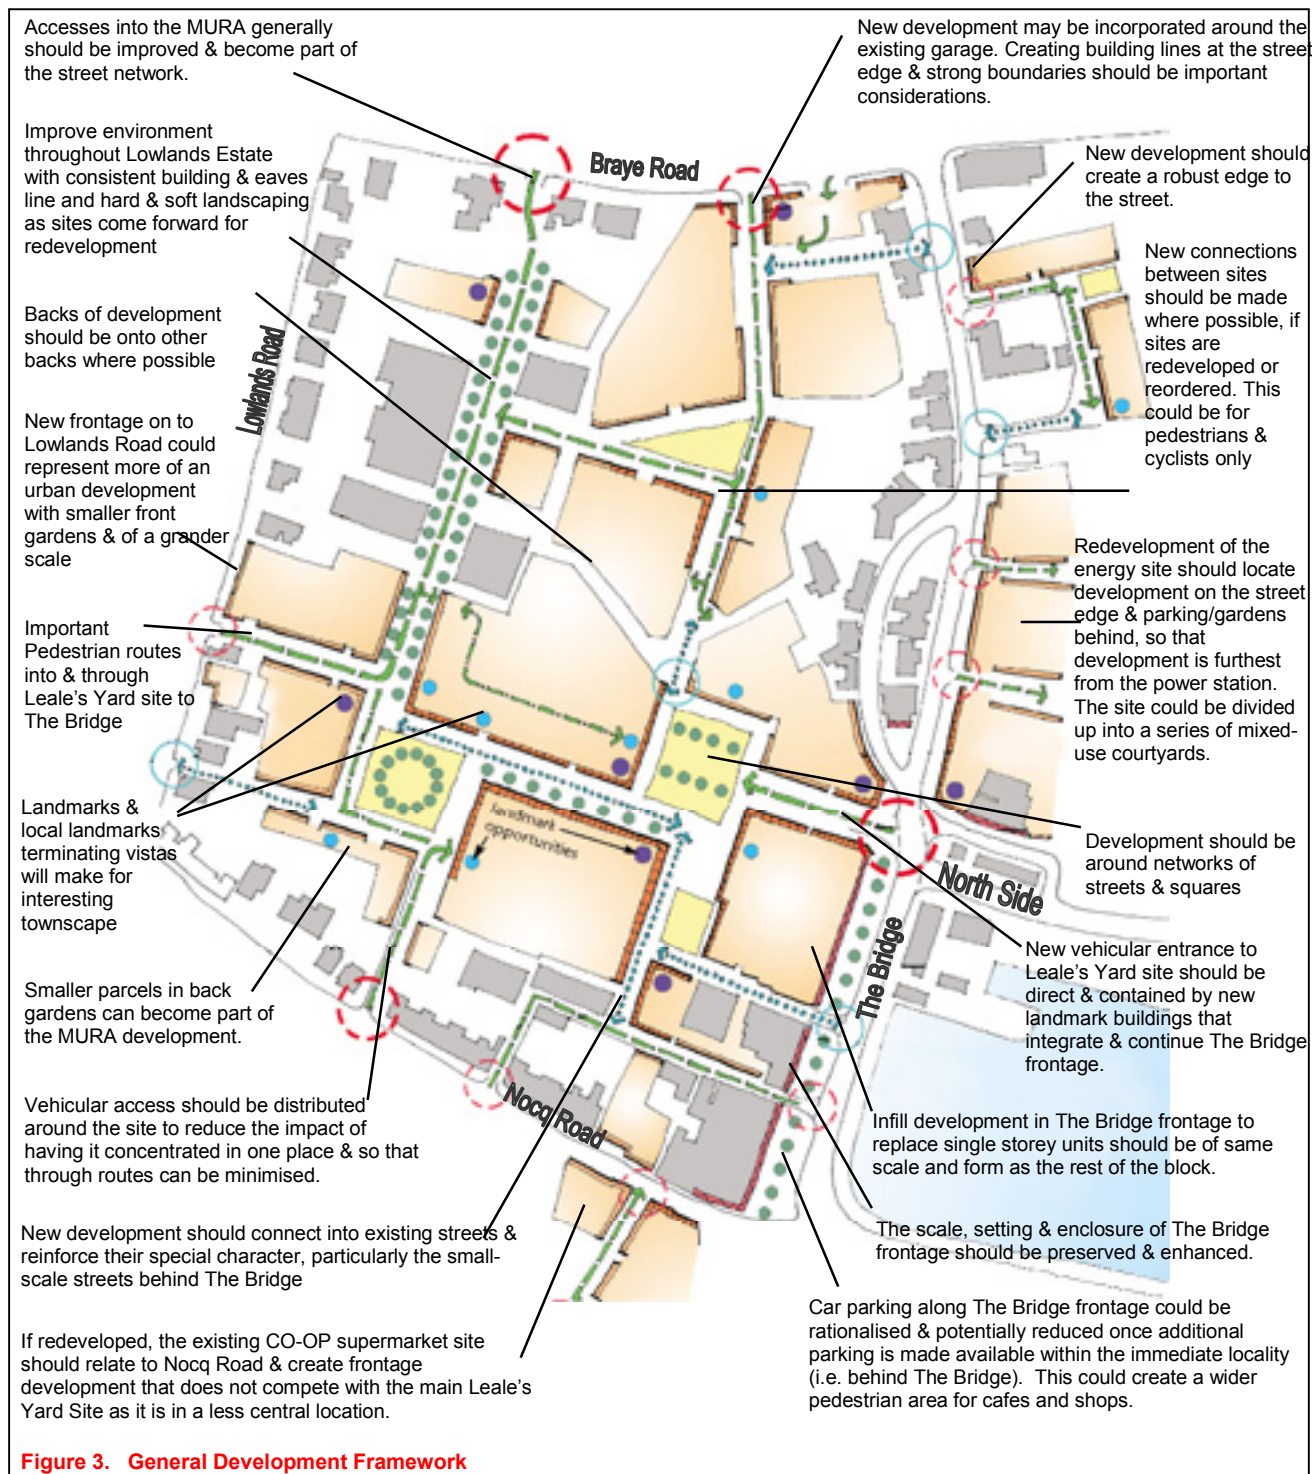 Accesses into the MURA generally
should be improved & become part of
the street network.
New development may be incorporated around the
existing garage. Creating building lines at the street
edge & strong boundaries should be important
considerations.
Improve environment
throughout Lowlands Estate
with consistent building & eaves
line and hard & soft landscaping
as sites come forward for
redevelopment
Braye Road
New development should
create a robust edge to
the street.
New connections
between sites
should be made
where possible, if
sites are
redeveloped or
reordered. This
could be for
pedestrians &
cyclists only
Backs of development
should be onto other
backs where possible
Lowlands Road
New frontage on to
Lowlands Road could
represent more of an
urban development
with smaller front
gardens & of a grander
scale
Redevelopment of the
energy site should locate
development on the street
edge & parking/gardens
behind, so that
development is furthest
from the power station.
The site could be divided
up into a series of mixed-
use courtyards.
Important
Pedestrian routes
into & through
Leale's Yard site to
The Bridge
Landmarks &
local landmarks
terminating vistas
will make for
interesting
townscape
landmark
opportunities
Development should be
around networks of
streets & squares
North Side
The Bridge
New vehicular entrance to
Leale's Yard site should be
direct & contained by new
landmark buildings that
integrate & continue The Bridge
frontage.
Smaller parcels in back
gardens can become part of
the MURA development.
Nocq Road
Vehicular access should be distributed
around the site to reduce the impact of
having it concentrated in one place & so that
through routes can be minimised.
Infill development in The Bridge frontage to
replace single storey units should be of same
scale and form as the rest of the block.
New development should connect into existing streets &
reinforce their special character, particularly the small-
scale streets behind The Bridge
The scale, setting & enclosure of The Bridge
frontage should be preserved & enhanced.
Car parking along The Bridge frontage could be
rationalised & potentially reduced once additional
parking is made available within the immediate locality
(i.e. behind The Bridge).  This could create a wider
pedestrian area for cafes and shops.
If redeveloped, the existing CO-OP supermarket site
should relate to Nocq Road & create frontage
development that does not compete with the main Leale's
Yard Site as it is in a less central location.
Figure 3.   General Development Framework